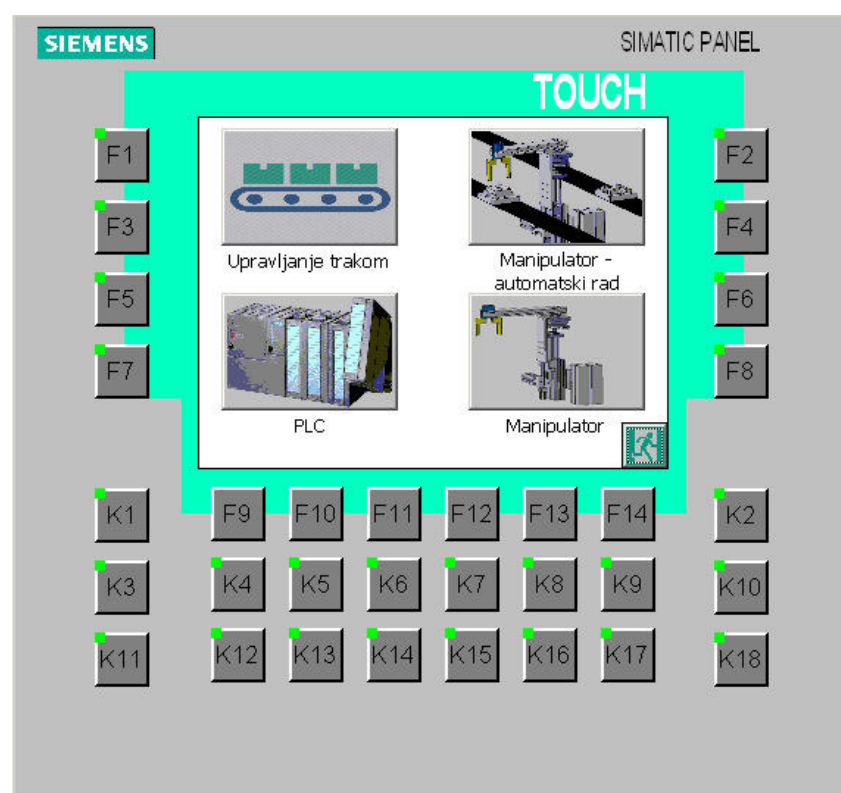 SIEMENS
SIMATIC PANEL
TOUCH
F1
F2
F3
F4
Upravljanje trakom
Manipulator -
automatski rad
F5
F6
F7
F8
PLC
Manipulator
K1
F9
F10
F11
F12
F13
F14
K2
K3
K4
K5
K6
K7
K8
K9
K10
K11
K12
K13
K14
K15
K16
K17
K18